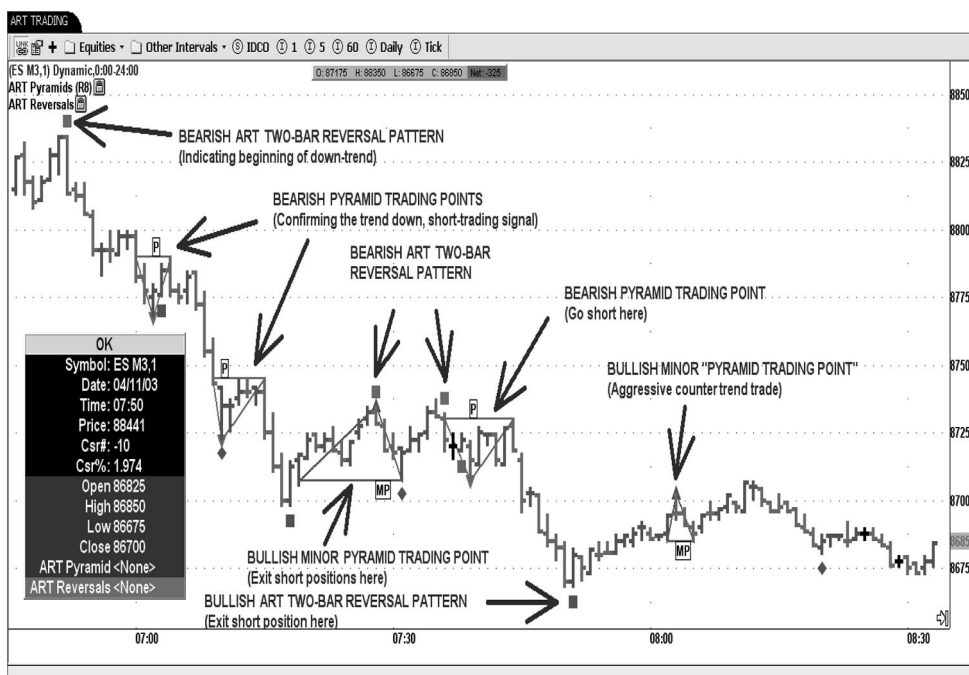 ART TRADING
LINK Equities Other Intervals IDCO 1 5 60 Daily Tick
(ES M3,1) Dynamic,0:00-24:00
O: 87175 H: 88350 L: 86675 C: 86850 Net: -325
ART Pyramids (R8)
ART Reversals
BEARISH ART TWO-BAR REVERSAL PATTERN
(Indicating beginning of down-trend)
BEARISH PYRAMID TRADING POINTS
(Confirming the trend down, short-trading signal)
BEARISH ART TWO-BAR
REVERSAL PATTERN
BEARISH PYRAMID TRADING POINT
(Go short here)
BULLISH MINOR "PYRAMID TRADING POINT"
(Aggressive counter trend trade)
P
P
P
MP
MP
BULLISH MINOR PYRAMID TRADING POINT
(Exit short positions here)
BULLISH ART TWO-BAR REVERSAL PATTERN
(Exit short position here)
OK
Symbol: ES M3,1
Date: 04/11/03
Time: 07:50
Price: 88441
Csr#: -10
Csr%: 1.974
Open 86825
High 86850
Low 86675
Close 86700
ART Pyramid <None>
ART Reversals <None>
8850
8825
8800
8775
8750
8725
8700
8685
8675
07:00 07:30 08:00 08:30